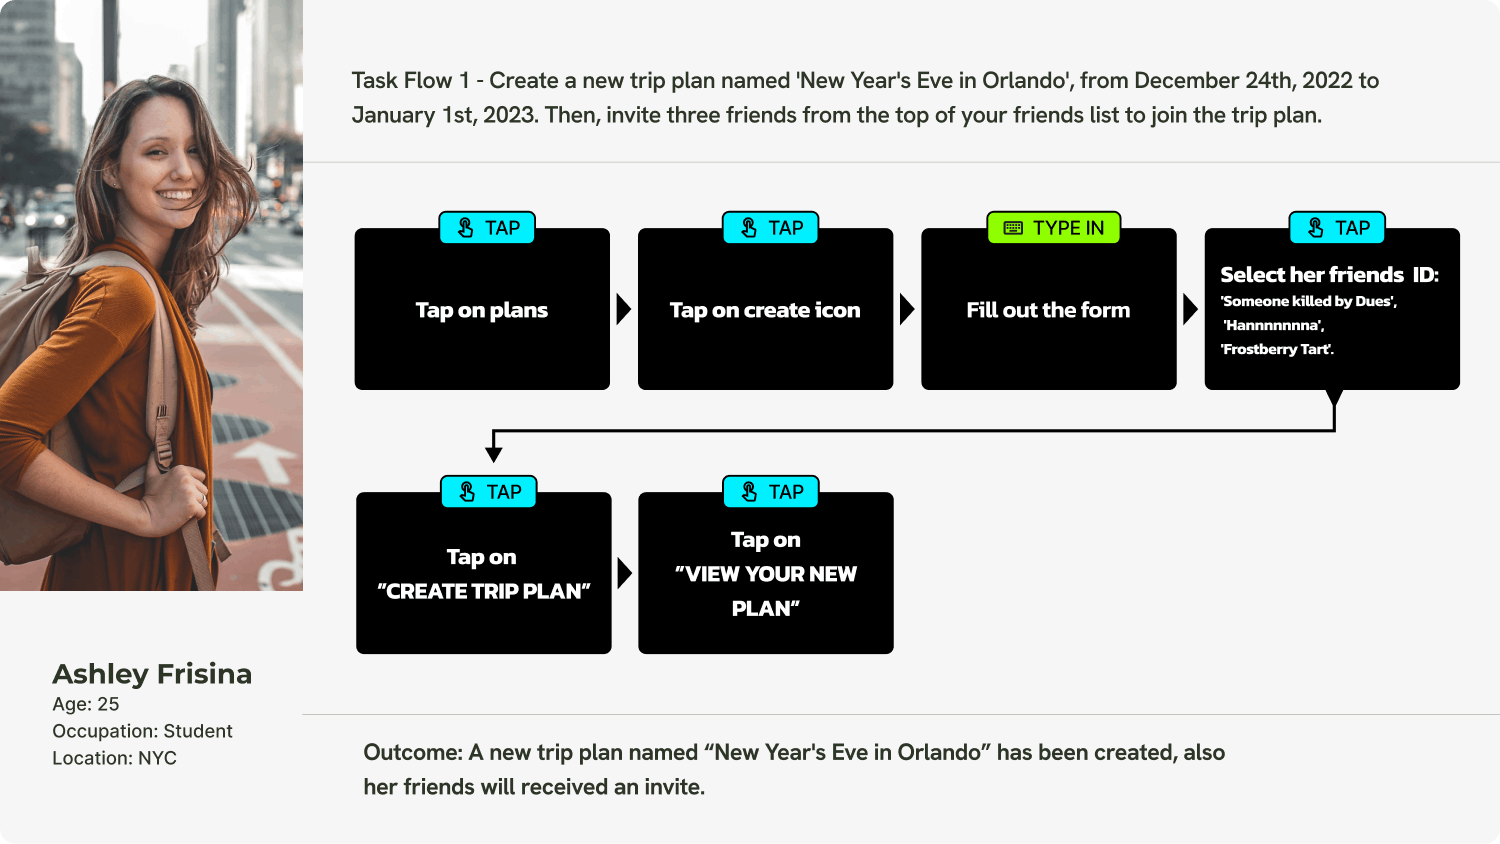 Task Flow 1 - Create a new trip plan named 'New Year's Eve in Orlando', from December 24th, 2022 to
January 1st, 2023. Then, invite three friends from the top of your friends list to join the trip plan.
TAP
Tap on plans
TAP
Tap on create icon
TYPE IN
Fill out the form
TAP
Select her friends ID:
'Someone killed by Dues',
'Hannnnnnna',
'Frostberry Tart'.
TAP
Tap on
"CREATE TRIP PLAN"
TAP
Tap on
"VIEW YOUR NEW
PLAN"
Ashley Frisina
Age: 25
Occupation: Student
Location: NYC
Outcome: A new trip plan named “New Year's Eve in Orlando” has been created, also
her friends will received an invite.